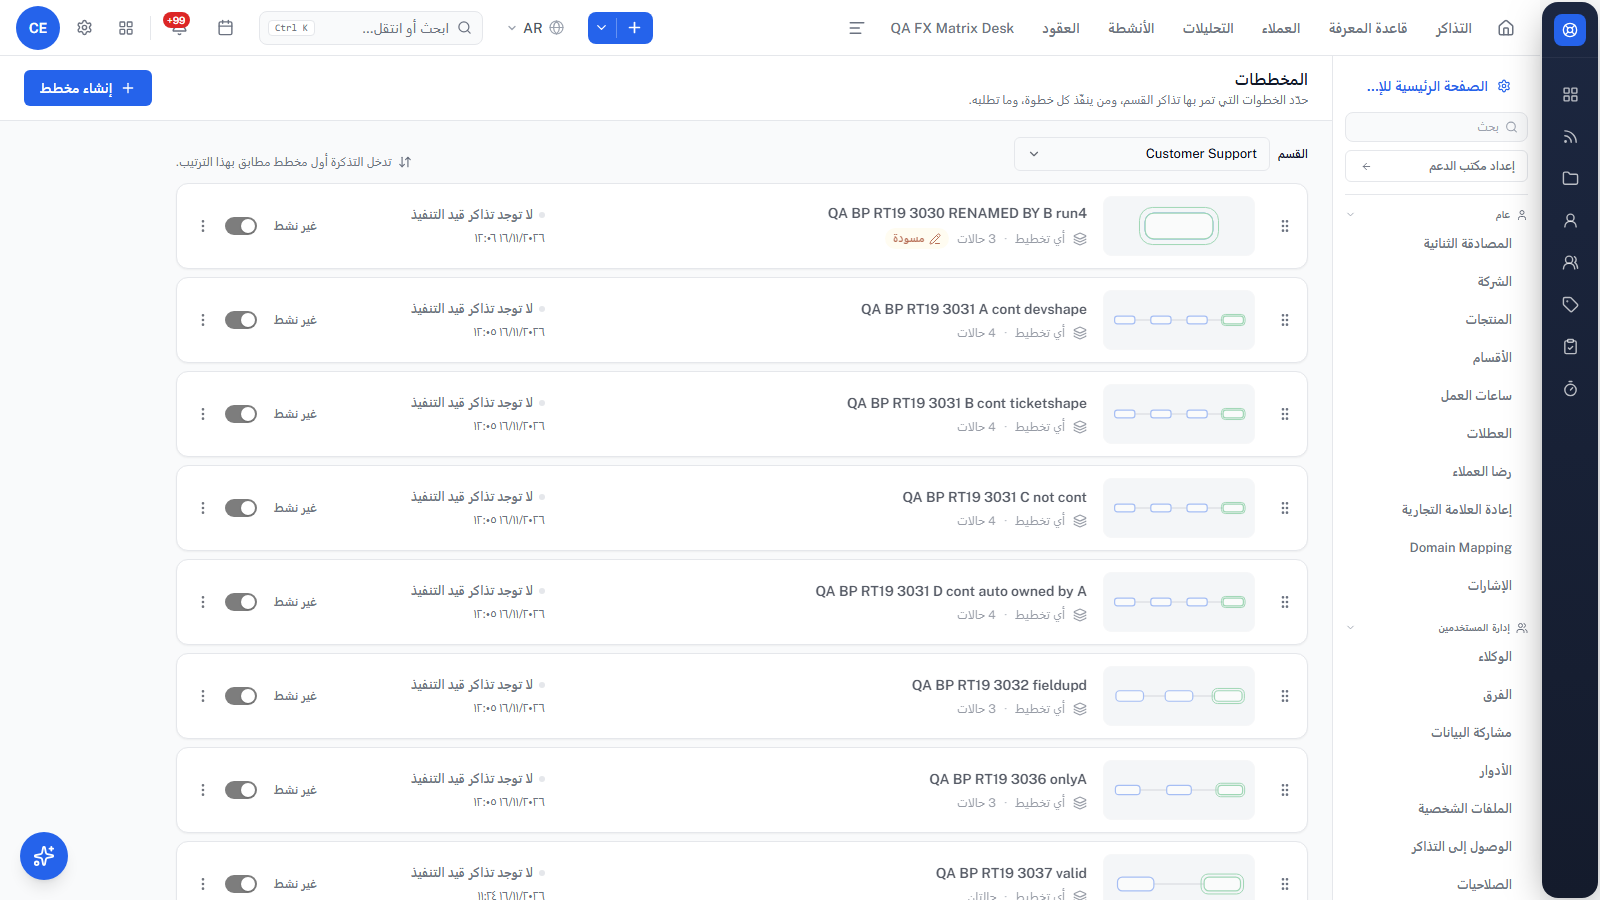 التذاكر
قاعدة المعرفة
العملاء
التحليلات
الأنشطة
العقود
QA FX Matrix Desk
AR
ابحث أو انتقل...
Ctrl K
+99
CE
الصفحة الرئيسية للإ...
بحث
إعداد مكتب الدعم
عام
المصادقة الثنائية
الشركة
المنتجات
الأقسام
ساعات العمل
العطلات
رضا العملاء
إعادة العلامة التجارية
Domain Mapping
الإشارات
إدارة المستخدمين
الوكلاء
الفرق
مشاركة البيانات
الأدوار
الملفات الشخصية
الوصول إلى التذاكر
الصلاحيات
المخططات
حدّد الخطوات التي تمر بها تذاكر القسم، ومن ينفّذ كل خطوة، وما تطلبه.
إنشاء مخطط
القسم
Customer Support
تدخل التذكرة أول مخطط مطابق بهذا الترتيب.
QA BP RT19 3030 RENAMED BY B run4
أي تخطيط · 3 حالات مسودة
لا توجد تذاكر قيد التنفيذ
١٦/١١/٢٠٢٦ ١٢:٠٦
غير نشط
QA BP RT19 3031 A cont devshape
أي تخطيط · 4 حالات
لا توجد تذاكر قيد التنفيذ
١٦/١١/٢٠٢٦ ١٢:٠٥
غير نشط
QA BP RT19 3031 B cont ticketshape
أي تخطيط · 4 حالات
لا توجد تذاكر قيد التنفيذ
١٦/١١/٢٠٢٦ ١٢:٠٥
غير نشط
QA BP RT19 3031 C not cont
أي تخطيط · 4 حالات
لا توجد تذاكر قيد التنفيذ
١٦/١١/٢٠٢٦ ١٢:٠٥
غير نشط
QA BP RT19 3031 D cont auto owned by A
أي تخطيط · 4 حالات
لا توجد تذاكر قيد التنفيذ
١٦/١١/٢٠٢٦ ١٢:٠٥
غير نشط
QA BP RT19 3032 fieldupd
أي تخطيط · 3 حالات
لا توجد تذاكر قيد التنفيذ
١٦/١١/٢٠٢٦ ١٢:٠٥
غير نشط
QA BP RT19 3036 onlyA
أي تخطيط · 3 حالات
لا توجد تذاكر قيد التنفيذ
١٦/١١/٢٠٢٦ ١٢:٠٥
غير نشط
QA BP RT19 3037 valid
أي تخطيط · حالتان
لا توجد تذاكر قيد التنفيذ
١٦/١١/٢٠٢٦ ١١:٢٤
غير نشط